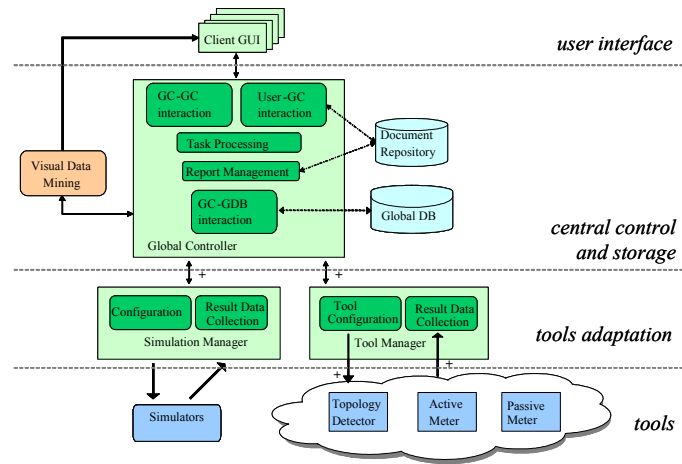 Client GUI
user interface
GC-GC
interaction
User-GC
interaction
Task Processing
Report Management
GC-GDB
interaction
Global Controller
Document
Repository
Global DB
Visual Data
Mining
central control
and storage
+
+
Configuration
Result Data
Collection
Simulation Manager
Tool
Configuration
Result Data
Collection
Tool Manager
tools adaptation
+
+
Simulators
Topology
Detector
Active
Meter
Passive
Meter
tools